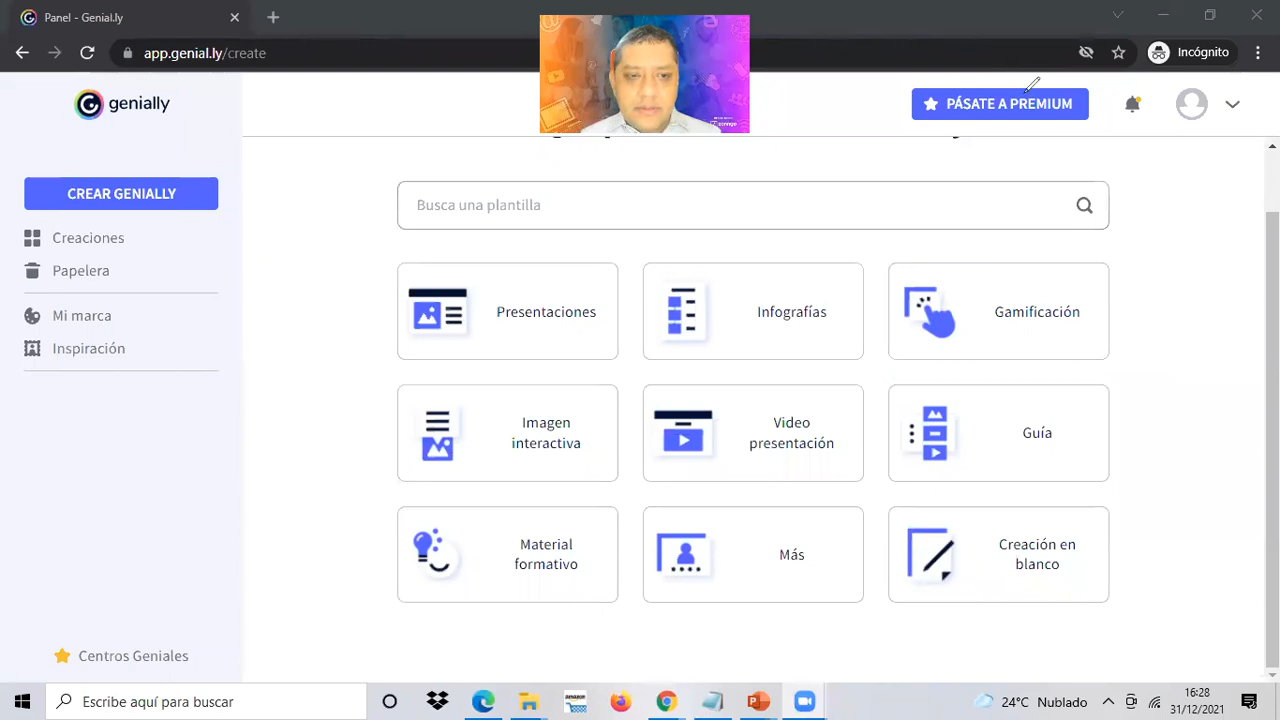 Panel - Genial.ly
app.genial.ly/create
Incógnito
genially
PÁSATE A PREMIUM
CREAR GENIALLY
Creaciones
Papelera
Mi marca
Inspiración
Centros Geniales
Busca una plantilla
Presentaciones
Infografías
Gamificación
Imagen
interactiva
Video
presentación
Guía
Material
formativo
Más
Creación en
blanco
Escribe aquí para buscar
24°C Nublado
16:28
31/12/2021